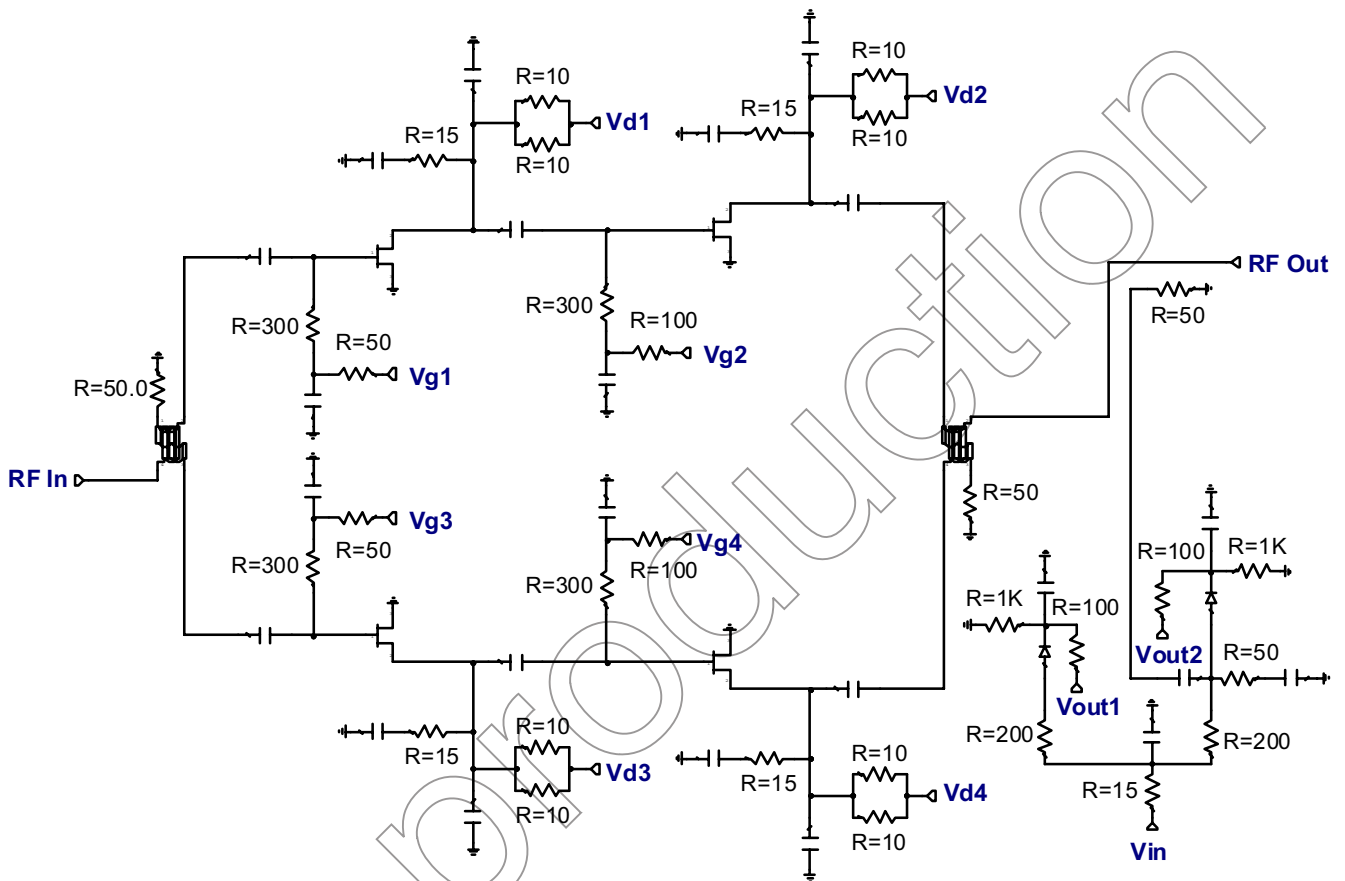 R=10
Vd2
R=10
R=15
R=10
Vd1
R=10
R=15
RF Out
R=50
R=300
R=50
Vg1
R=300
R=100
Vg2
R=50.0
RF In
R=50
Vg3
R=50
R=300
Vg4
R=100
R=300
R=100
R=1K
Vout2
R=1K
R=100
Vout1
R=50
R=200
R=200
R=15
Vin
R=15
R=10
Vd3
R=10
R=15
R=10
Vd4
R=10
production